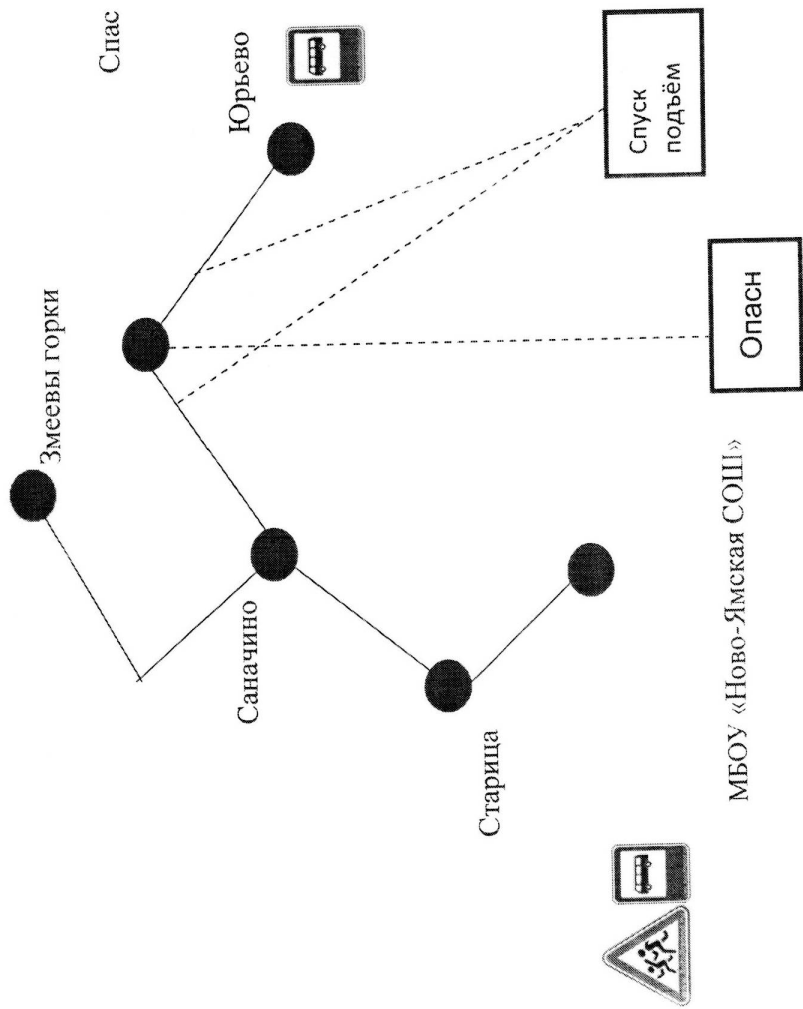 Спас
Юрьево
Змеевы горки
Саначино
Старица
Спуск
подъём
Опасн
МБОУ «Ново-Ямская СОШ»